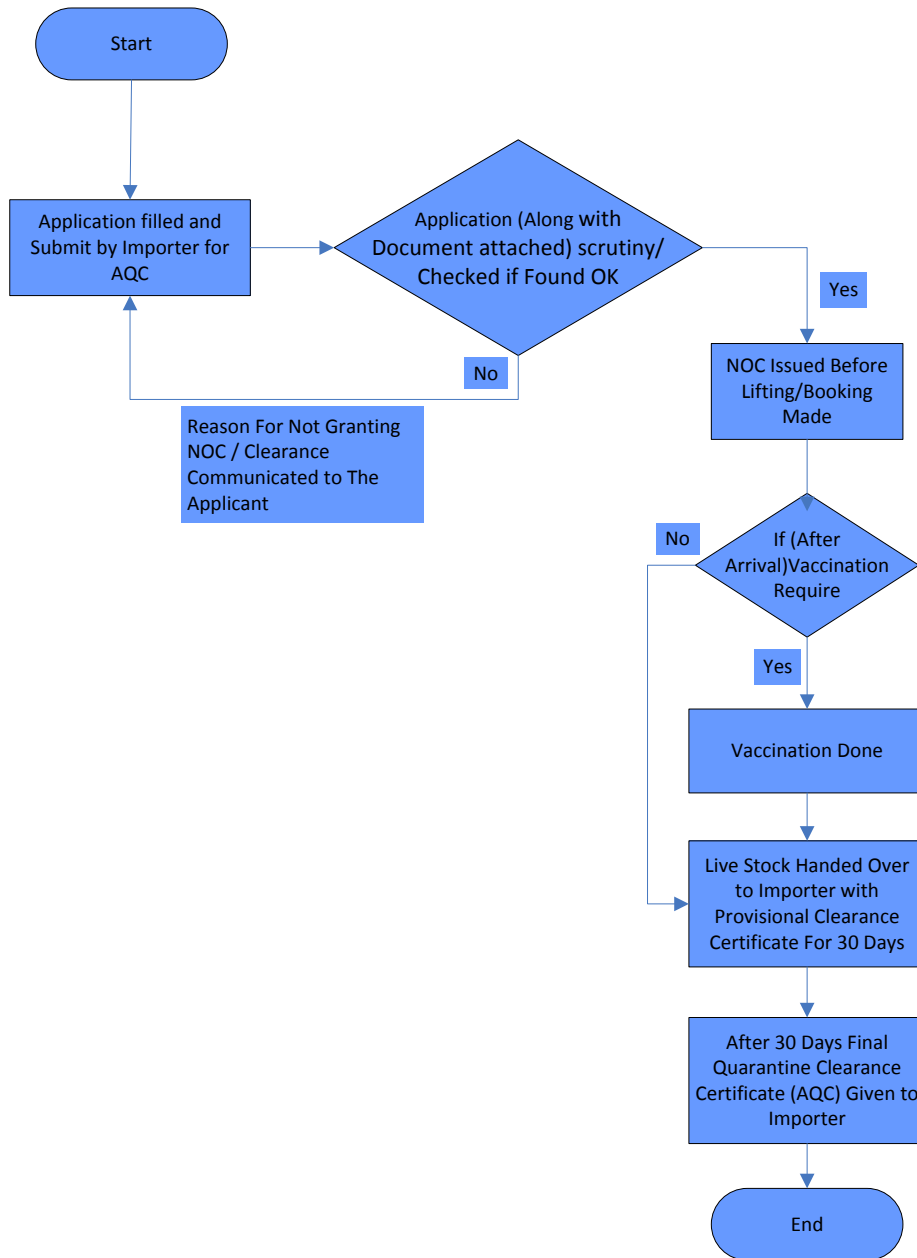 Start
Application filled and
Submit by Importer for
AQC
Application (Along with
Document attached) scrutiny/
Checked if Found OK
Yes
No
Reason For Not Granting
NOC / Clearance
Communicated to The
Applicant
NOC Issued Before
Lifting/Booking
Made
No
If (After
Arrival)Vaccination
Require
Yes
Vaccination Done
Live Stock Handed Over
to Importer with
Provisional Clearance
Certificate For 30 Days
After 30 Days Final
Quarantine Clearance
Certificate (AQC) Given to
Importer
End